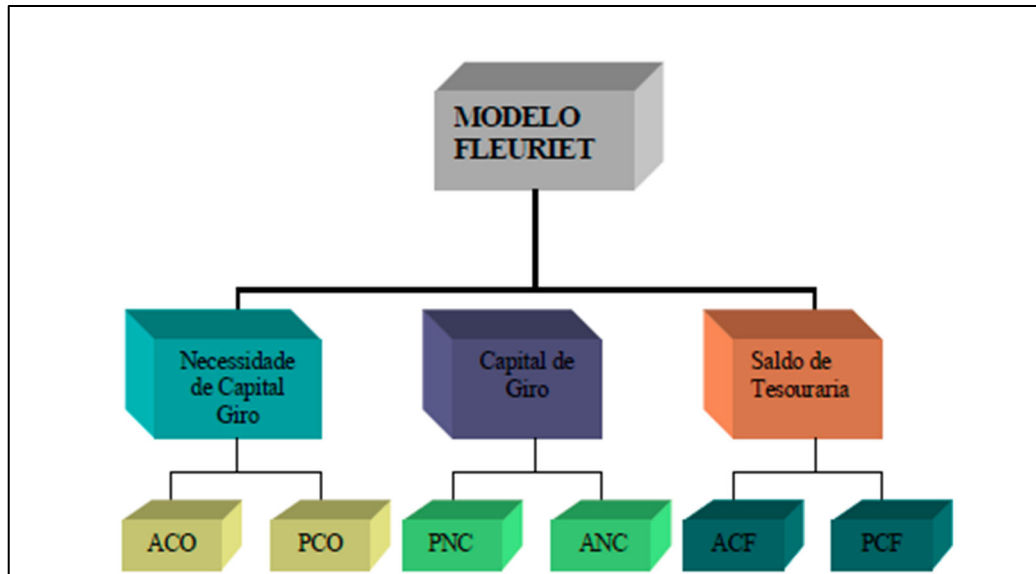 MODELO
FLEURIET
Necessidade
de Capital
Giro
Capital de
Giro
Saldo de
Tesouraria
ACO
PCO
PNC
ANC
ACF
PCF